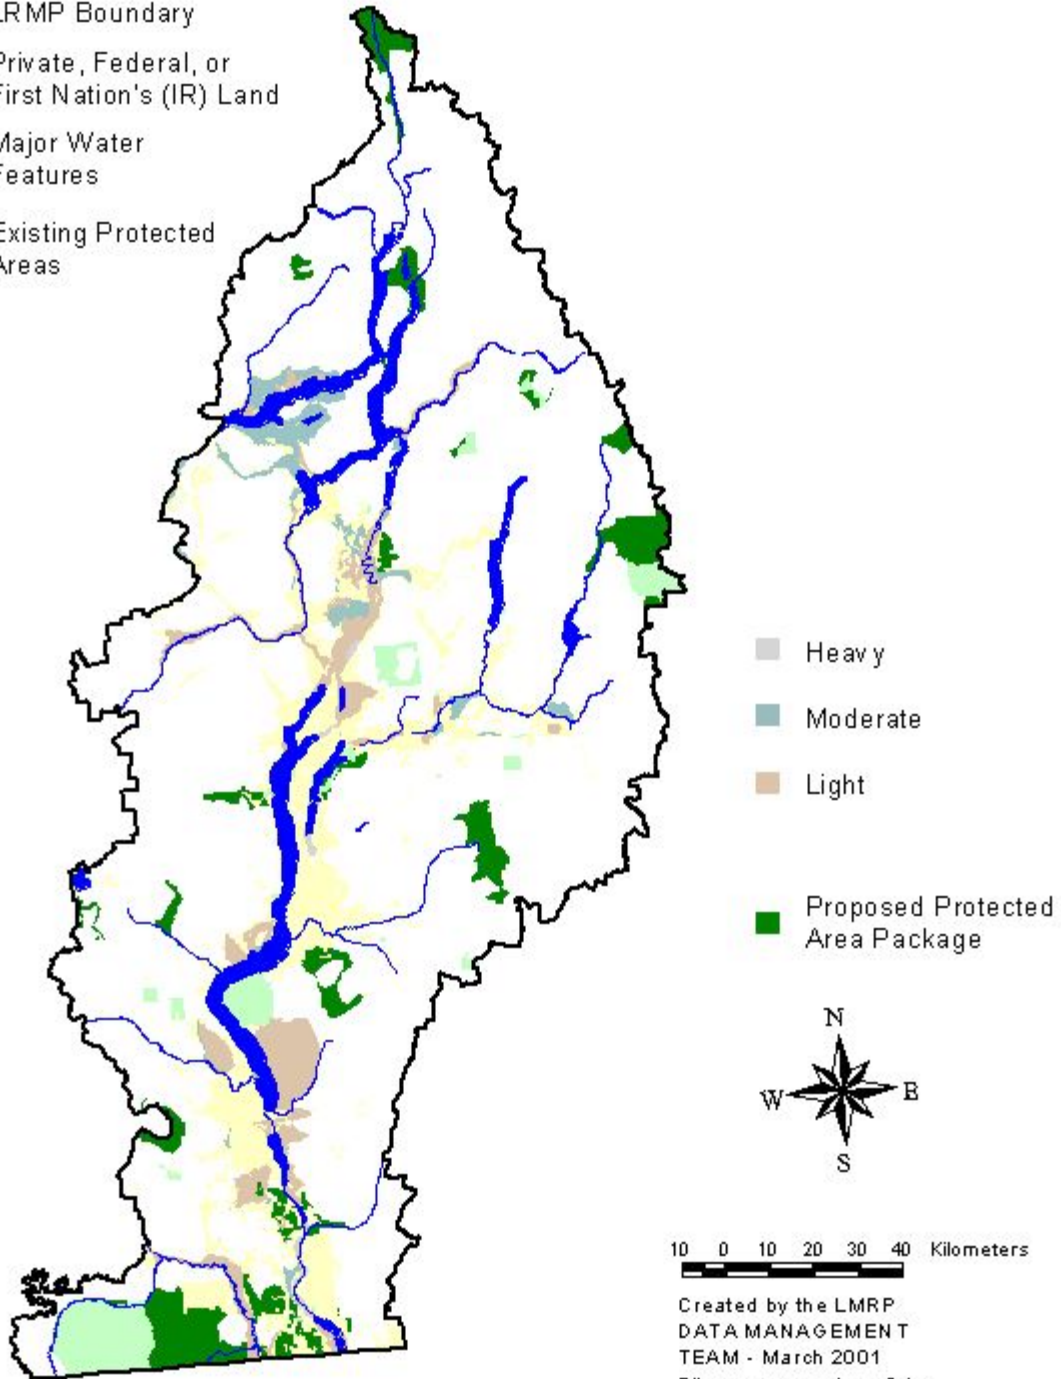 LRMP Boundary
Private, Federal, or
First Nation's (IR) Land
Major Water
Features
Existing Protected
Areas
Heavy
Moderate
Light
Proposed Protected
Area Package
N
W
E
S
10 0 10 20 30 40 Kilometers
Created by the LMRP
DATA MANAGEMENT
TEAM - March 2001